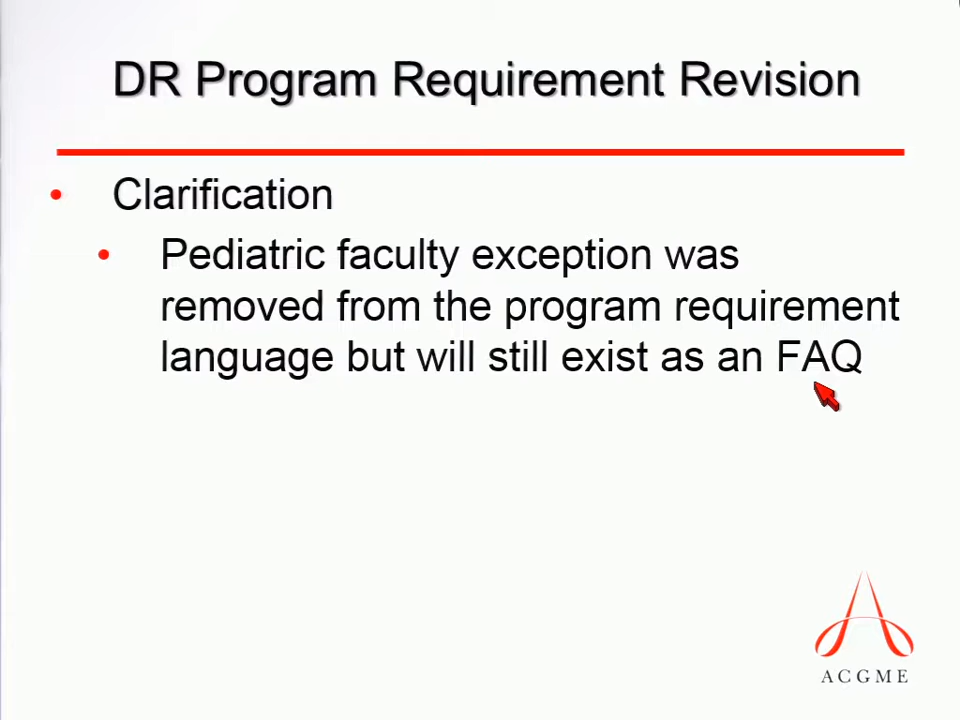 DR Program Requirement Revision
• Clarification
• Pediatric faculty exception was
removed from the program requirement
language but will still exist as an FAQ
ACGME